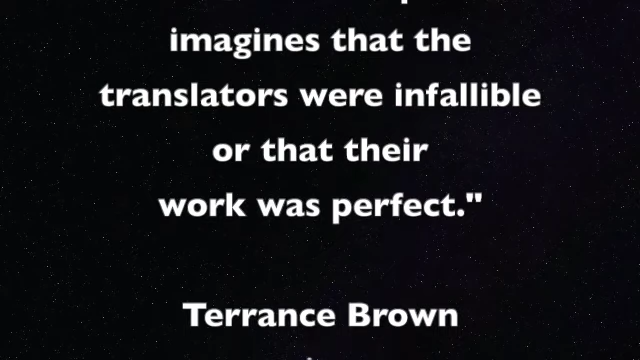 imagines that the
translators were infallible
or that their
work was perfect."
Terrance Brown